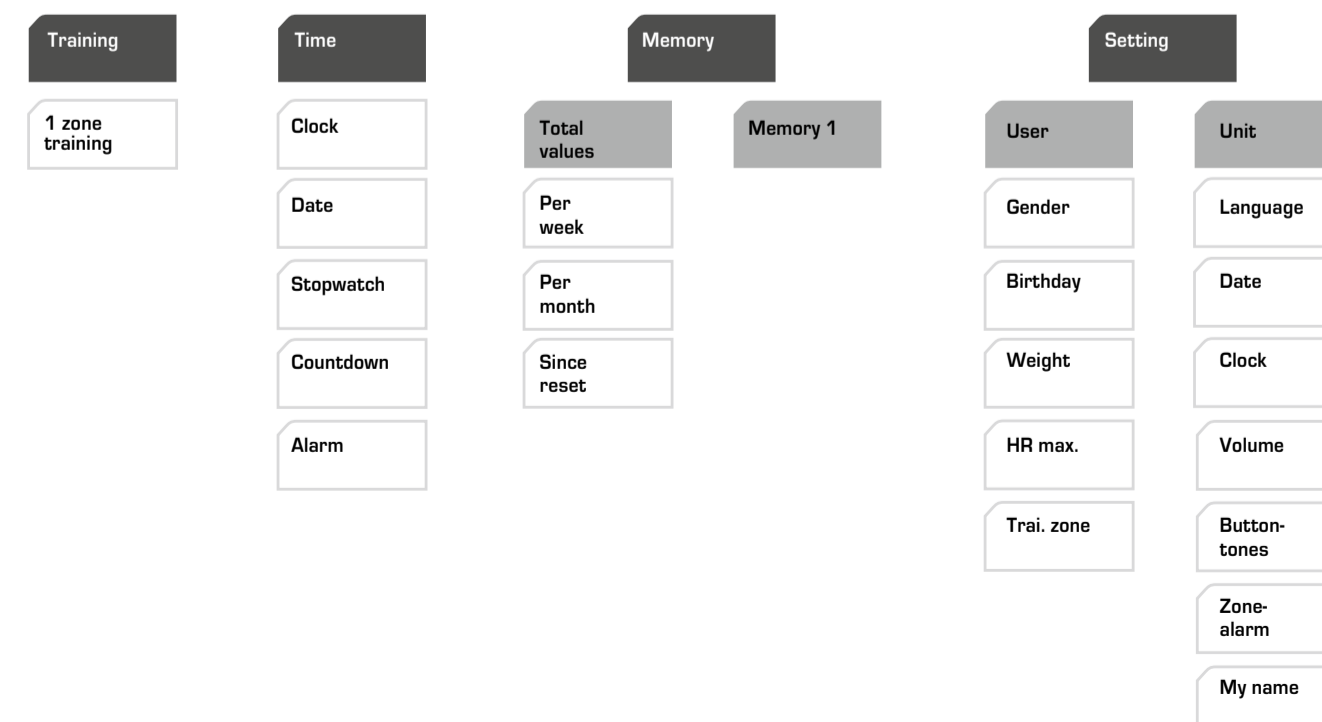 Training
Time
Memory
Setting
1 zone
training
Clock
Date
Stopwatch
Countdown
Alarm
Total
values
Per
week
Per
month
Since
reset
Memory 1
User
Gender
Birthday
Weight
HR max.
Trai. zone
Unit
Language
Date
Clock
Volume
Button-
tones
Zone-
alarm
My name